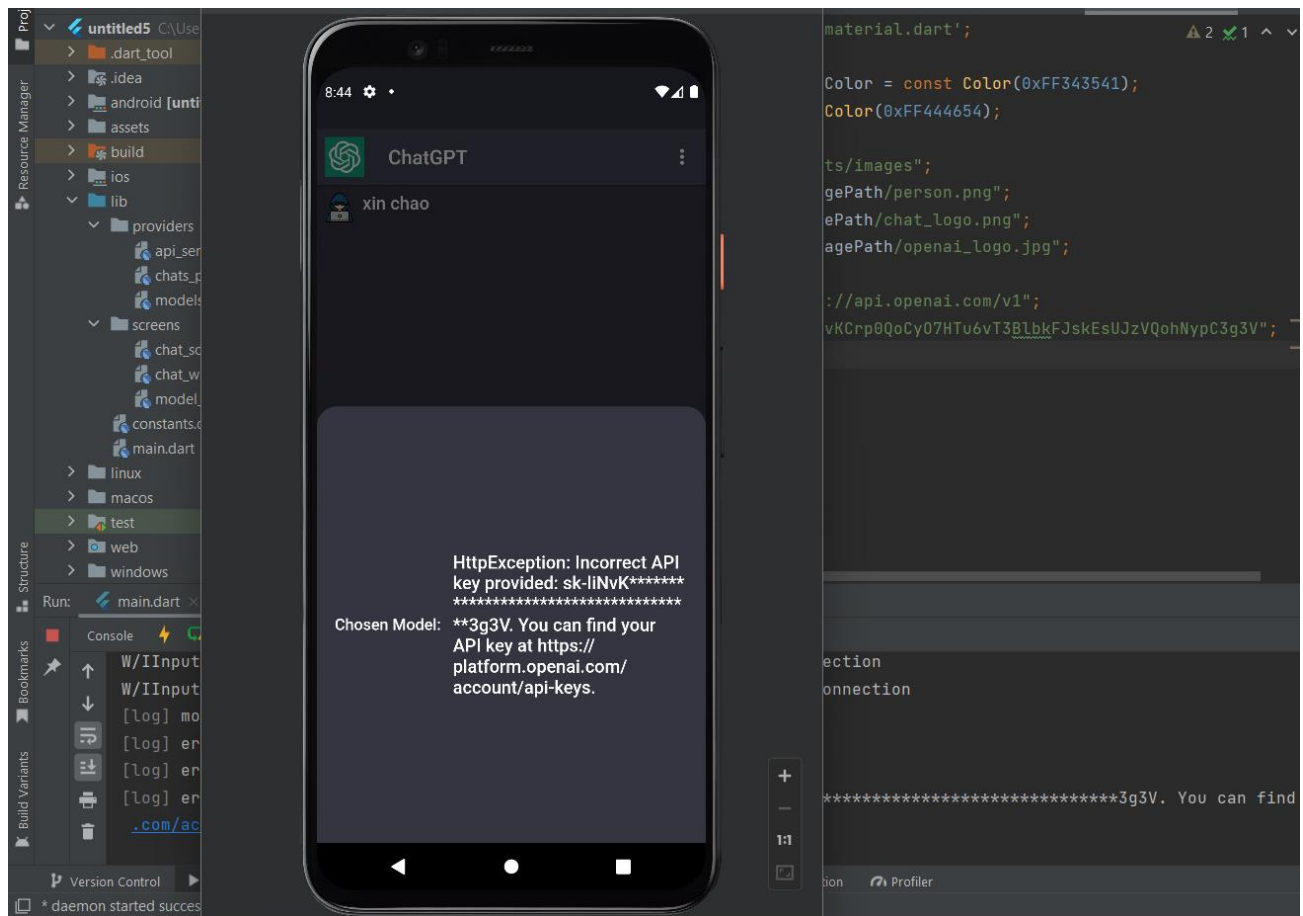 Proj
untitled5 C:\Use
.dart_tool
.idea
android [unti
assets
build
ios
lib
providers
api_ser
chats_p
models
screens
chat_sc
chat_w
model_
constants.d
main.dart
linux
macos
test
web
windows
Resource Manager
Structure
Bookmarks
Build Variants
8:44
ChatGPT
xin chao
Chosen Model:
HttpException: Incorrect API
key provided: sk-liNvK*******
*****************************
**3g3V. You can find your
API key at https://
platform.openai.com/
account/api-keys.
material.dart';
2 1
Color = const Color(0xFF343541);
Color(0xFF444654);
ts/images";
gePath/person.png";
ePath/chat_logo.png";
agePath/openai_logo.jpg";
://api.openai.com/v1";
vKCrp0QoCyO7HTu6vT3BlbkFJskEsUJzVQohNypC3g3V";
Run: main.dart
Console
W/IInput
ection
W/IInput
onnection
[log] mo
[log] er
[log] er
[log] er
******************************3g3V. You can find
.com/ac
1:1
Version Control
tion
Profiler
* daemon started succes